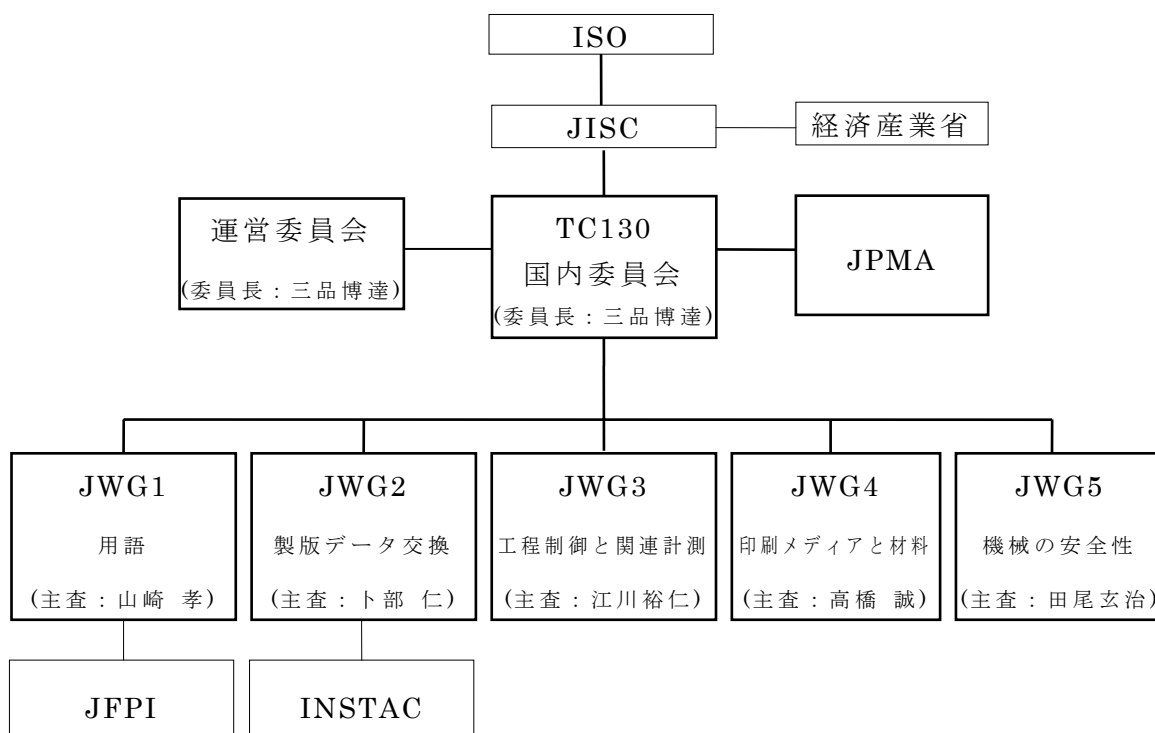 ISO
JISC
経済産業省
運営委員会
(委員長：三品博達)
TC130
国内委員会
(委員長：三品博達)
JPMA
JWG1
用語
(主査：山崎 孝)
JWG2
製版データ交換
(主査：卜部 仁)
JWG3
工程制御と関連計測
(主査：江川裕仁)
JWG4
印刷メディアと材料
(主査：高橋 誠)
JWG5
機械の安全性
(主査：田尾玄治)
JFPI
INSTAC